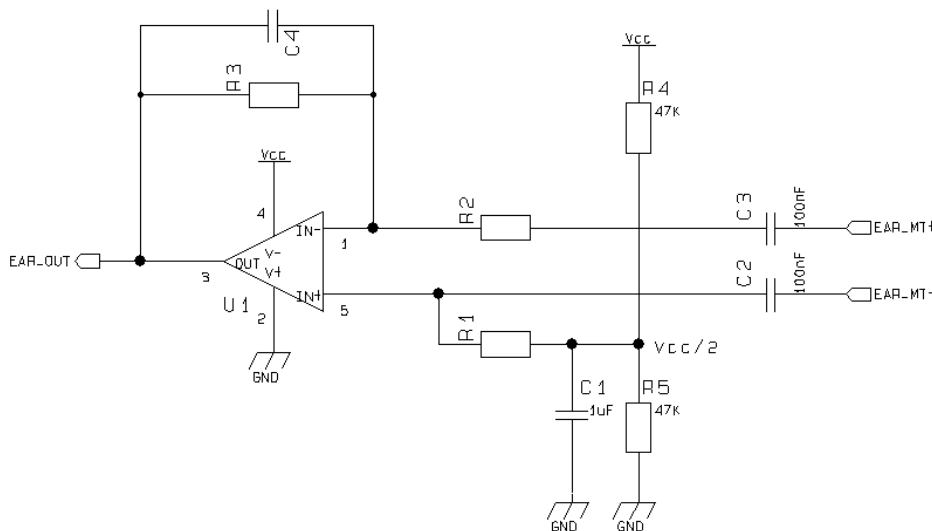 C4
R3
Vcc
R4
47K
Vcc
4
R2
C3
100nF
IN-
1
EAR_MT+
V-
EAR_OUT
3
OUT
V+
C2
100nF
IN+
U1
2
5
EAR_MT-
R1
Vcc/2
GND
C1
1uF
R5
47K
GND
GND